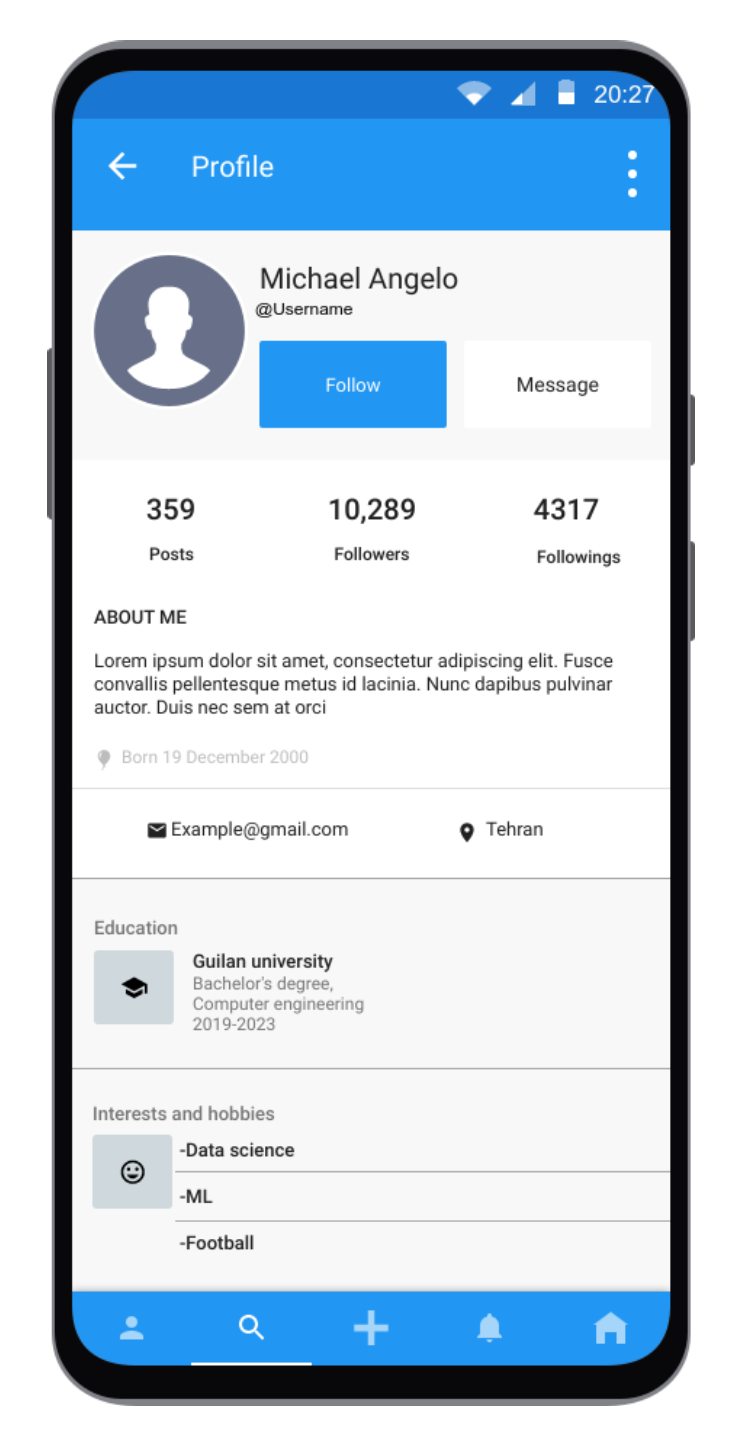 20:27
Profile
Michael Angelo
@Username
Follow
Message
359
10,289
4317
Posts
Followers
Followings
ABOUT ME
Lorem ipsum dolor sit amet, consectetur adipiscing elit. Fusce
convallis pellentesque metus id lacinia. Nunc dapibus pulvinar
auctor. Duis nec sem at orci
Born 19 December 2000
Example@gmail.com
Tehran
Education
Guilan university
Bachelor's degree,
Computer engineering
2019-2023
Interests and hobbies
-Data science
-ML
-Football